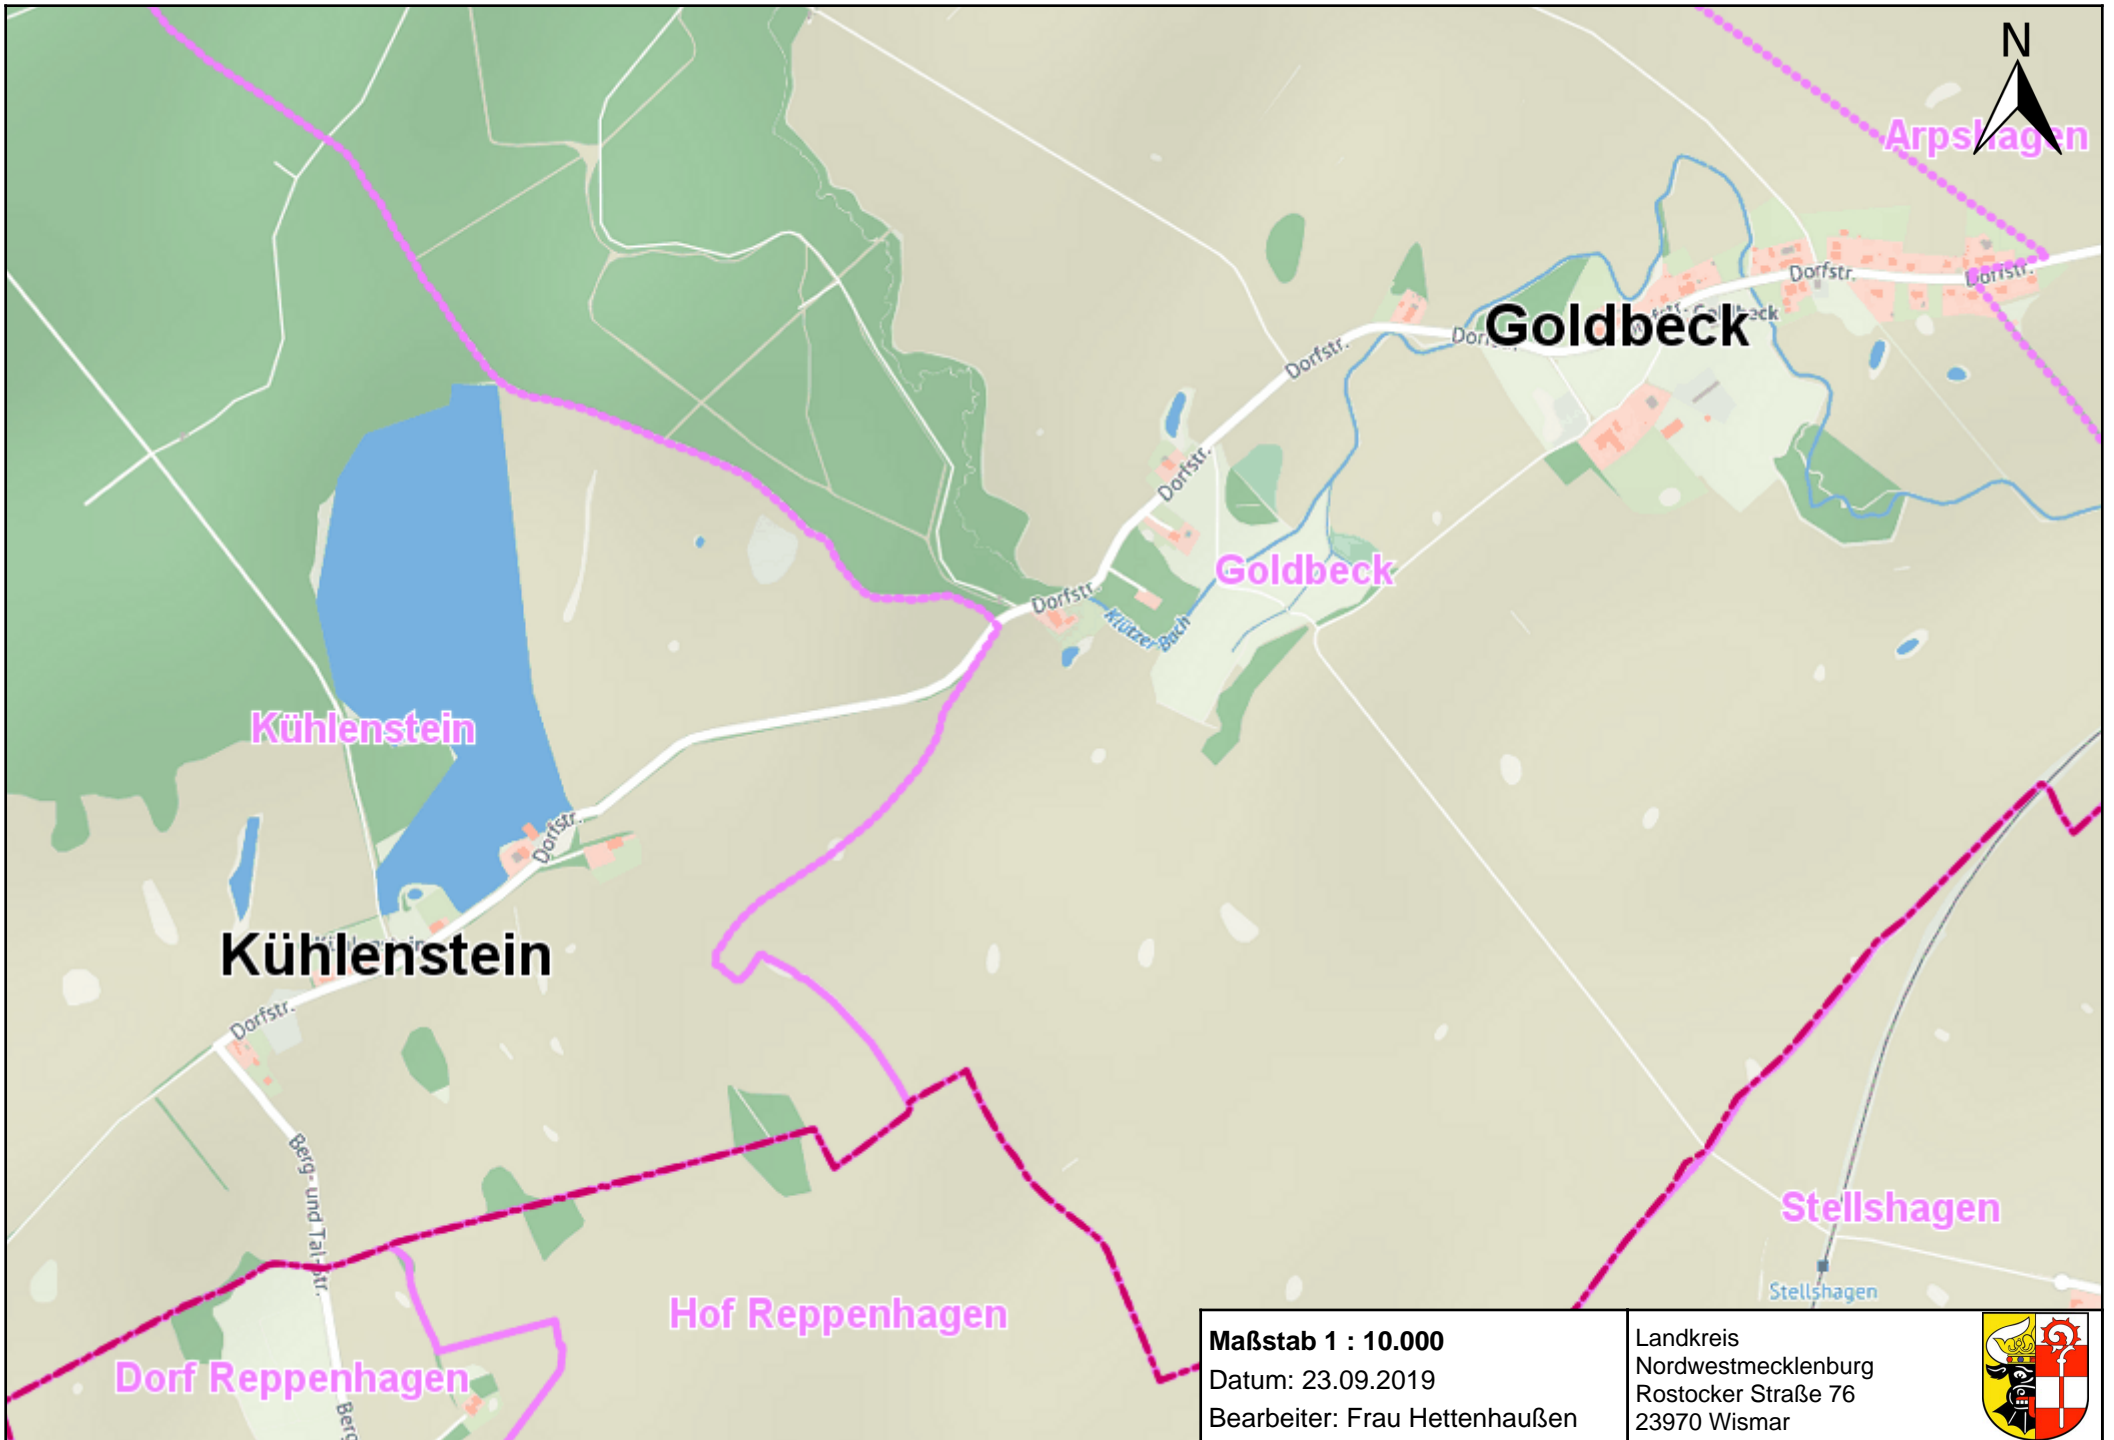 N
Arpshagen
Dorfstr.
Dorfstr.
Goldbeck
Dorfstr.
Dorfstr.
Goldbeck
Dorfstr.
Klützer Bach
Kühlenstein
Dorfstr.
Kühlenstein
Dorfstr.
Berg- und Tal-Str.
Stellshagen
Stellshagen
Hof Reppenhagen
Dorf Reppenhagen
Berg
Maßstab 1 : 10.000
Datum: 23.09.2019
Bearbeiter: Frau Hettenhaußen
Landkreis
Nordwestmecklenburg
Rostocker Straße 76
23970 Wismar